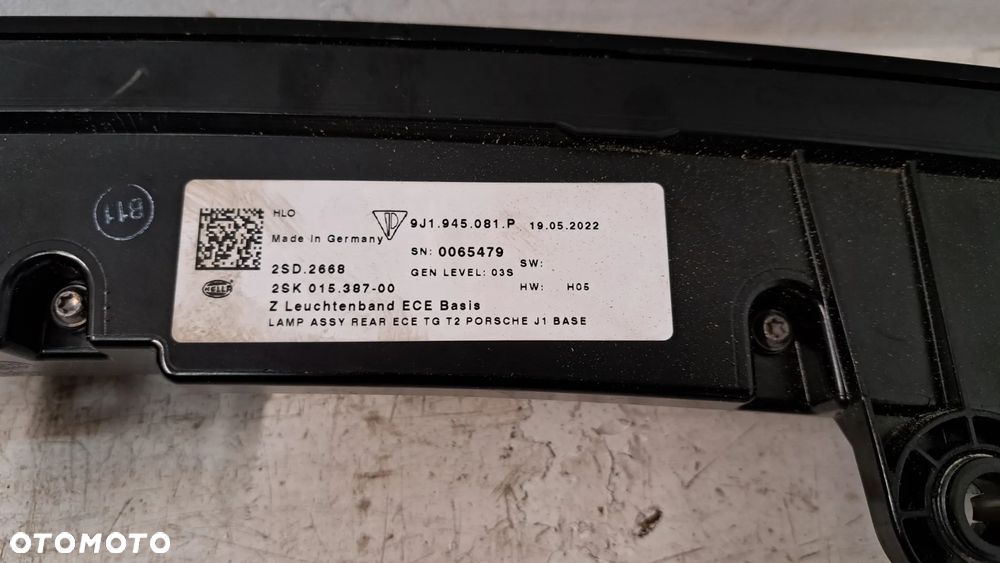 B11
HLO
Made in Germany
9J1.945.081.P 19.05.2022
SN: 0065479
SW:
2SD.2668
GEN LEVEL: 03S
HELLA
2SK 015.387-00
HW: H05
Z Leuchtenband ECE Basis
LAMP ASSY REAR ECE TG T2 PORSCHE J1 BASE
OTOMOTO